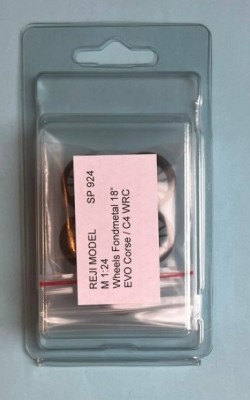 REJI MODEL SP 924
M 1:24
Wheels Fondmetal 18"
EVO Corse / C4 WRC